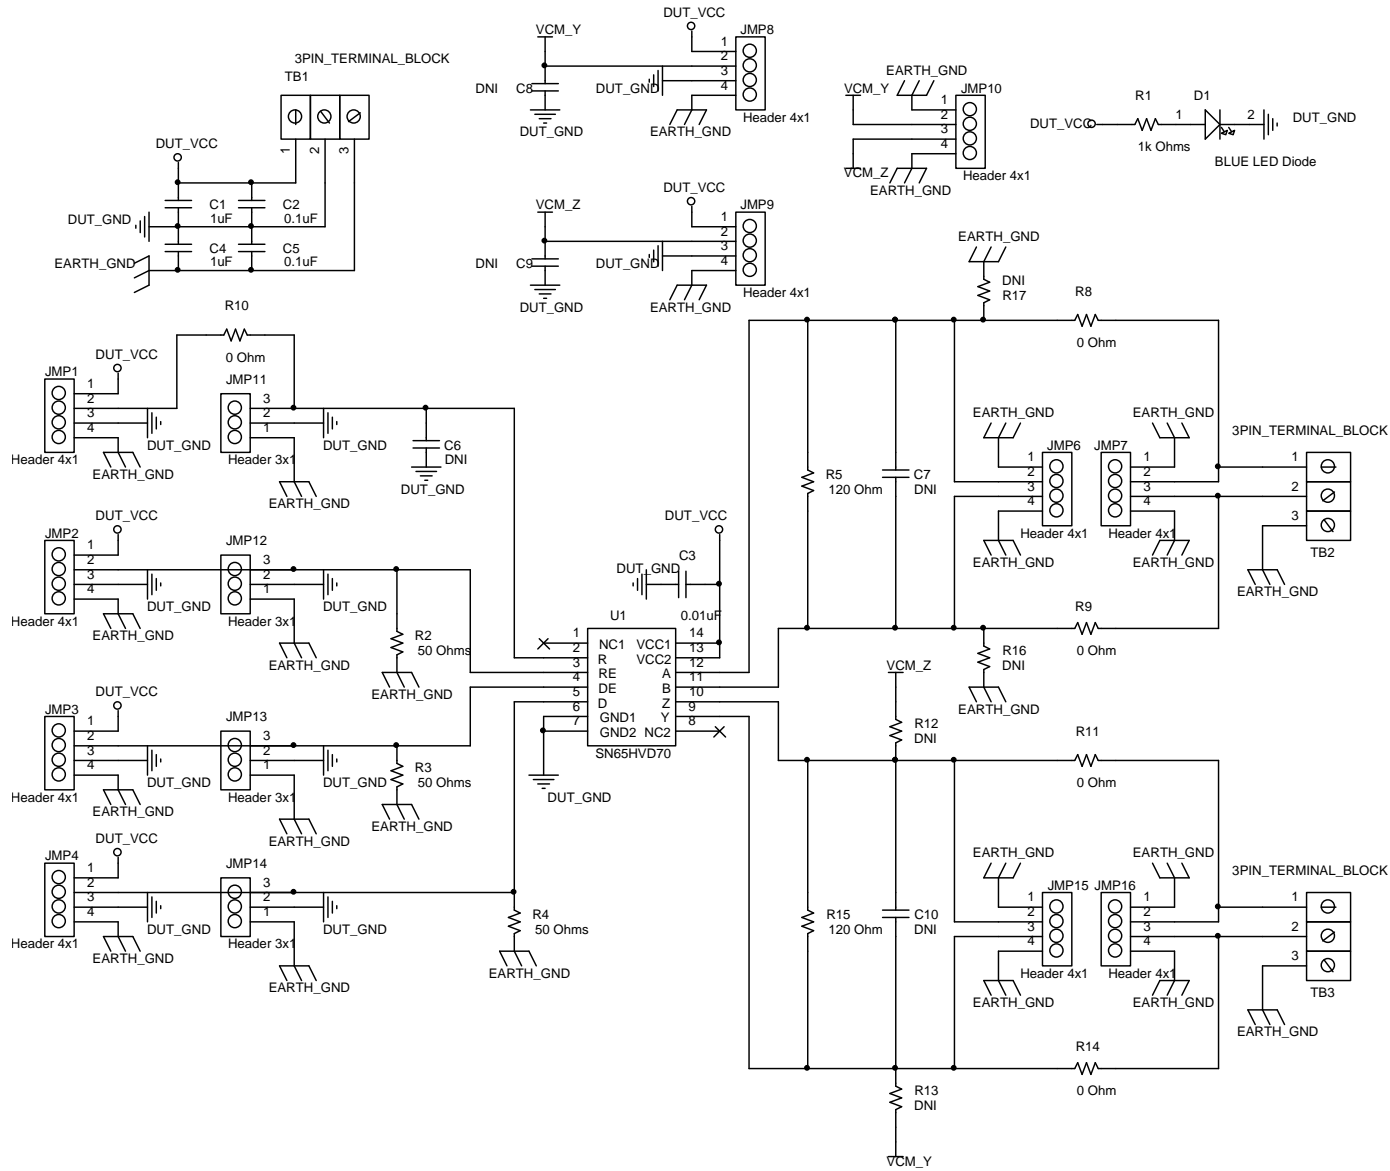 DUT_VCC
VCM_Y
JMP8
1
2
3
4
DNI
C8
DUT_GND
DUT_GND
EARTH_GND
Header 4x1
3PIN_TERMINAL_BLOCK
TB1
1
2
3
DUT_VCC
C1
1uF
C2
0.1uF
DUT_GND
C4
1uF
C5
0.1uF
EARTH_GND
EARTH_GND
VCM_Y
JMP10
1
2
3
4
VCM_Z
EARTH_GND
Header 4x1
R1
D1
DUT_VCC
1
2
DUT_GND
1k Ohms
BLUE LED Diode
DUT_VCC
VCM_Z
JMP9
1
2
3
4
DNI
C9
DUT_GND
DUT_GND
EARTH_GND
Header 4x1
R10
0 Ohm
DUT_VCC
JMP1
1
2
3
4
DUT_GND
Header 4x1
EARTH_GND
JMP11
3
2
1
DUT_GND
Header 3x1
EARTH_GND
C6
DNI
DUT_GND
DUT_VCC
JMP2
1
2
3
4
DUT_GND
Header 4x1
EARTH_GND
JMP12
3
2
1
DUT_GND
Header 3x1
EARTH_GND
R2
50 Ohms
EARTH_GND
DUT_VCC
JMP3
1
2
3
4
DUT_GND
Header 4x1
EARTH_GND
JMP13
3
2
1
DUT_GND
Header 3x1
EARTH_GND
R3
50 Ohms
EARTH_GND
DUT_VCC
JMP4
1
2
3
4
DUT_GND
Header 4x1
EARTH_GND
JMP14
3
2
1
DUT_GND
Header 3x1
EARTH_GND
R4
50 Ohms
EARTH_GND
DUT_VCC
C3
DUT_GND
0.01uF
U1
1
2
3
4
5
6
7
NC1
R
RE
DE
D
GND1
GND2
VCC1
VCC2
A
B
Z
Y
NC2
14
13
12
11
10
9
8
SN65HVD70
DUT_GND
EARTH_GND
DNI
R17
R8
0 Ohm
R5
120 Ohm
C7
DNI
EARTH_GND
JMP6
1
2
3
4
Header 4x1
EARTH_GND
EARTH_GND
JMP7
1
2
3
4
Header 4x1
EARTH_GND
3PIN_TERMINAL_BLOCK
1
2
3
TB2
EARTH_GND
R9
0 Ohm
R16
DNI
EARTH_GND
VCM_Z
R12
DNI
R11
0 Ohm
R15
120 Ohm
C10
DNI
EARTH_GND
JMP15
1
2
3
4
Header 4x1
EARTH_GND
EARTH_GND
JMP16
1
2
3
4
Header 4x1
EARTH_GND
3PIN_TERMINAL_BLOCK
1
2
3
TB3
EARTH_GND
R14
0 Ohm
R13
DNI
VCM_Y